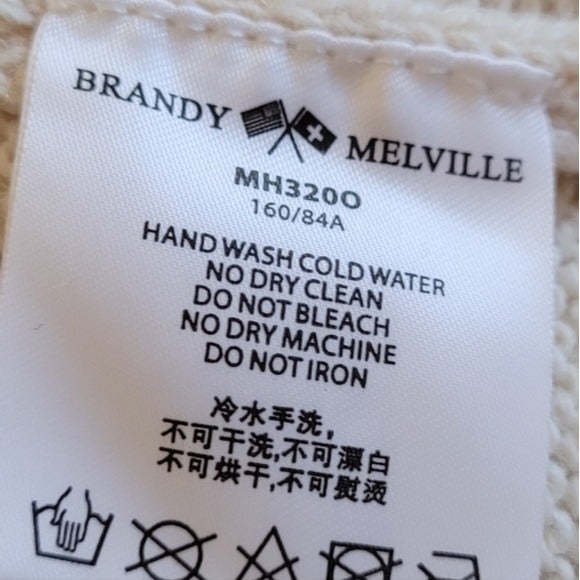 BRANDY MELVILLE
MH320O
160/84A
HAND WASH COLD WATER
NO DRY CLEAN
DO NOT BLEACH
NO DRY MACHINE
DO NOT IRON
冷水手洗,
不可干洗,不可漂白
不可烘干,不可熨烫